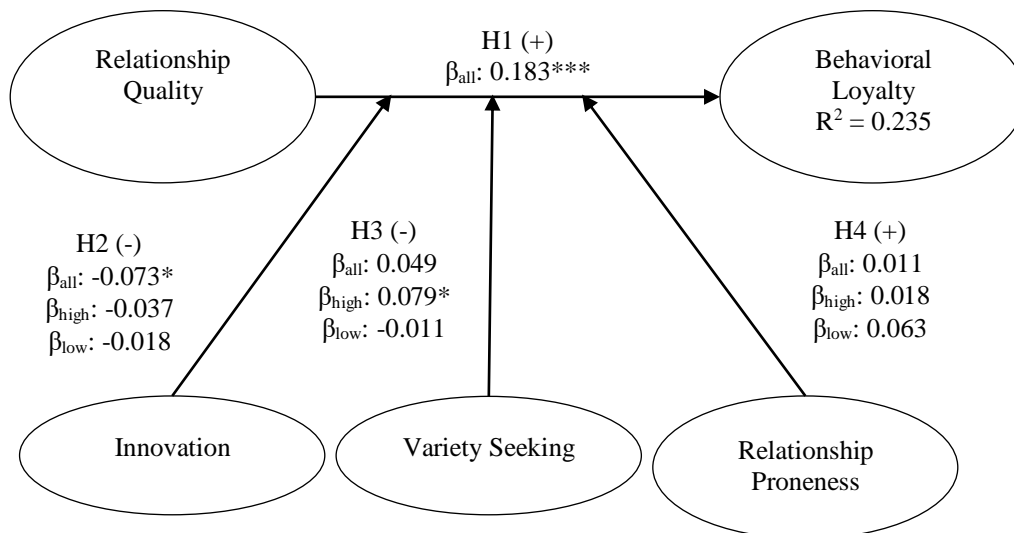 Relationship
Quality
H1 (+)
βall: 0.183***
Behavioral
Loyalty
R² = 0.235
H2 (-)
βall: -0.073*
βhigh: -0.037
βlow: -0.018
H3 (-)
βall: 0.049
βhigh: 0.079*
βlow: -0.011
H4 (+)
βall: 0.011
βhigh: 0.018
βlow: 0.063
Innovation
Variety Seeking
Relationship
Proneness